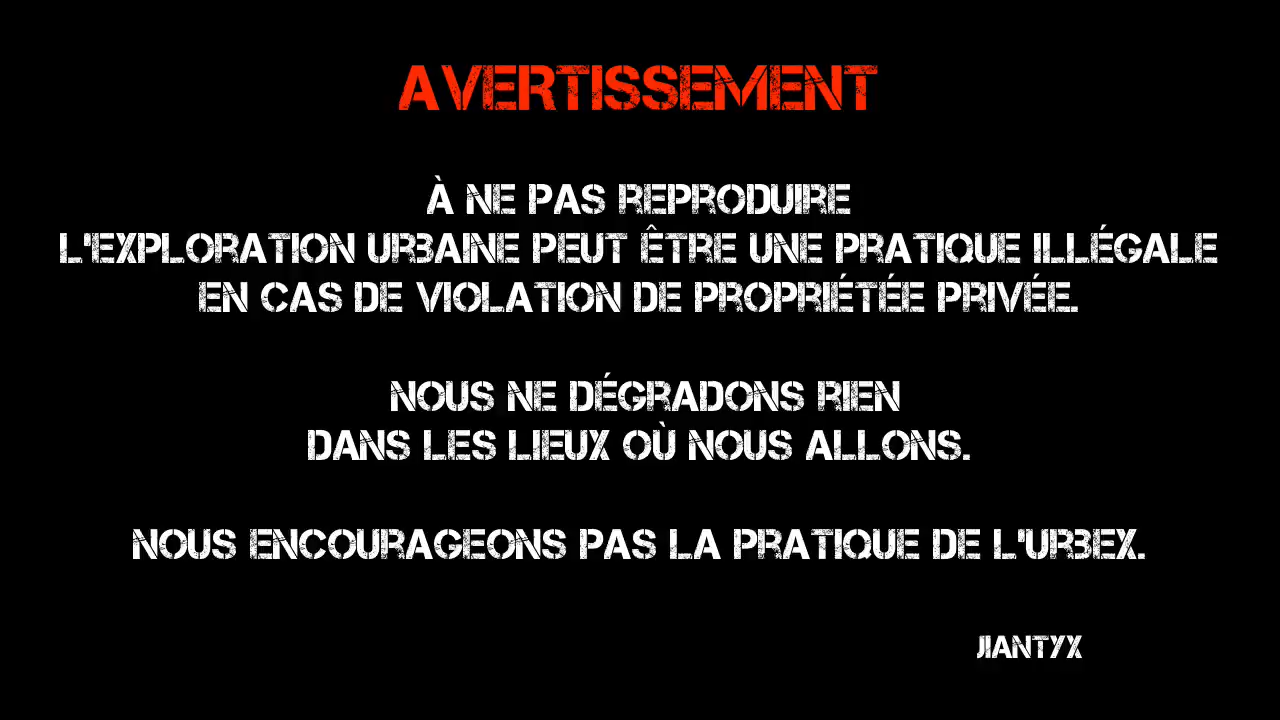 AVERTISSEMENT
À NE PAS REPRODUIRE
L'EXPLORATION URBAINE PEUT ÊTRE UNE PRATIQUE ILLÉGALE
EN CAS DE VIOLATION DE PROPRIÉTÉE PRIVÉE.
NOUS NE DÉGRADONS RIEN
DANS LES LIEUX OÙ NOUS ALLONS.
NOUS ENCOURAGEONS PAS LA PRATIQUE DE L'URBEX.
JIANTYX